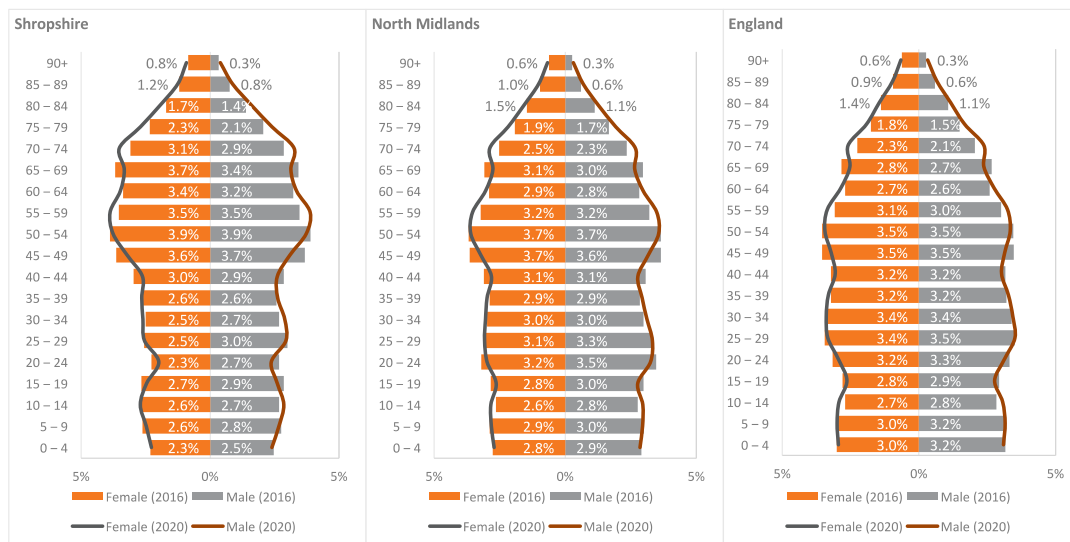 Shropshire
90+ 0.8% 0.3%
85 – 89 1.2% 0.8%
80 – 84 1.7% 1.4%
75 – 79 2.3% 2.1%
70 – 74 3.1% 2.9%
65 – 69 3.7% 3.4%
60 – 64 3.4% 3.2%
55 – 59 3.5% 3.5%
50 – 54 3.9% 3.9%
45 – 49 3.6% 3.7%
40 – 44 3.0% 2.9%
35 – 39 2.6% 2.6%
30 – 34 2.5% 2.7%
25 – 29 2.5% 3.0%
20 – 24 2.3% 2.7%
15 – 19 2.7% 2.9%
10 – 14 2.6% 2.7%
5 – 9 2.6% 2.8%
0 – 4 2.3% 2.5%
5% 0% 5%
Female (2016) Male (2016)
Female (2020) Male (2020)
North Midlands
90+ 0.6% 0.3%
85 – 89 1.0% 0.6%
80 – 84 1.5% 1.1%
75 – 79 1.9% 1.7%
70 – 74 2.5% 2.3%
65 – 69 3.1% 3.0%
60 – 64 2.9% 2.8%
55 – 59 3.2% 3.2%
50 – 54 3.7% 3.7%
45 – 49 3.7% 3.6%
40 – 44 3.1% 3.1%
35 – 39 2.9% 2.9%
30 – 34 3.0% 3.0%
25 – 29 3.1% 3.3%
20 – 24 3.2% 3.5%
15 – 19 2.8% 3.0%
10 – 14 2.6% 2.8%
5 – 9 2.9% 3.0%
0 – 4 2.8% 2.9%
5% 0% 5%
Female (2016) Male (2016)
Female (2020) Male (2020)
England
90+ 0.6% 0.3%
85 – 89 0.9% 0.6%
80 – 84 1.4% 1.1%
75 – 79 1.8% 1.5%
70 – 74 2.3% 2.1%
65 – 69 2.8% 2.7%
60 – 64 2.7% 2.6%
55 – 59 3.1% 3.0%
50 – 54 3.5% 3.5%
45 – 49 3.5% 3.5%
40 – 44 3.2% 3.2%
35 – 39 3.2% 3.2%
30 – 34 3.4% 3.4%
25 – 29 3.4% 3.5%
20 – 24 3.2% 3.3%
15 – 19 2.8% 2.9%
10 – 14 2.7% 2.8%
5 – 9 3.0% 3.2%
0 – 4 3.0% 3.2%
5% 0% 5%
Female (2016) Male (2016)
Female (2020) Male (2020)